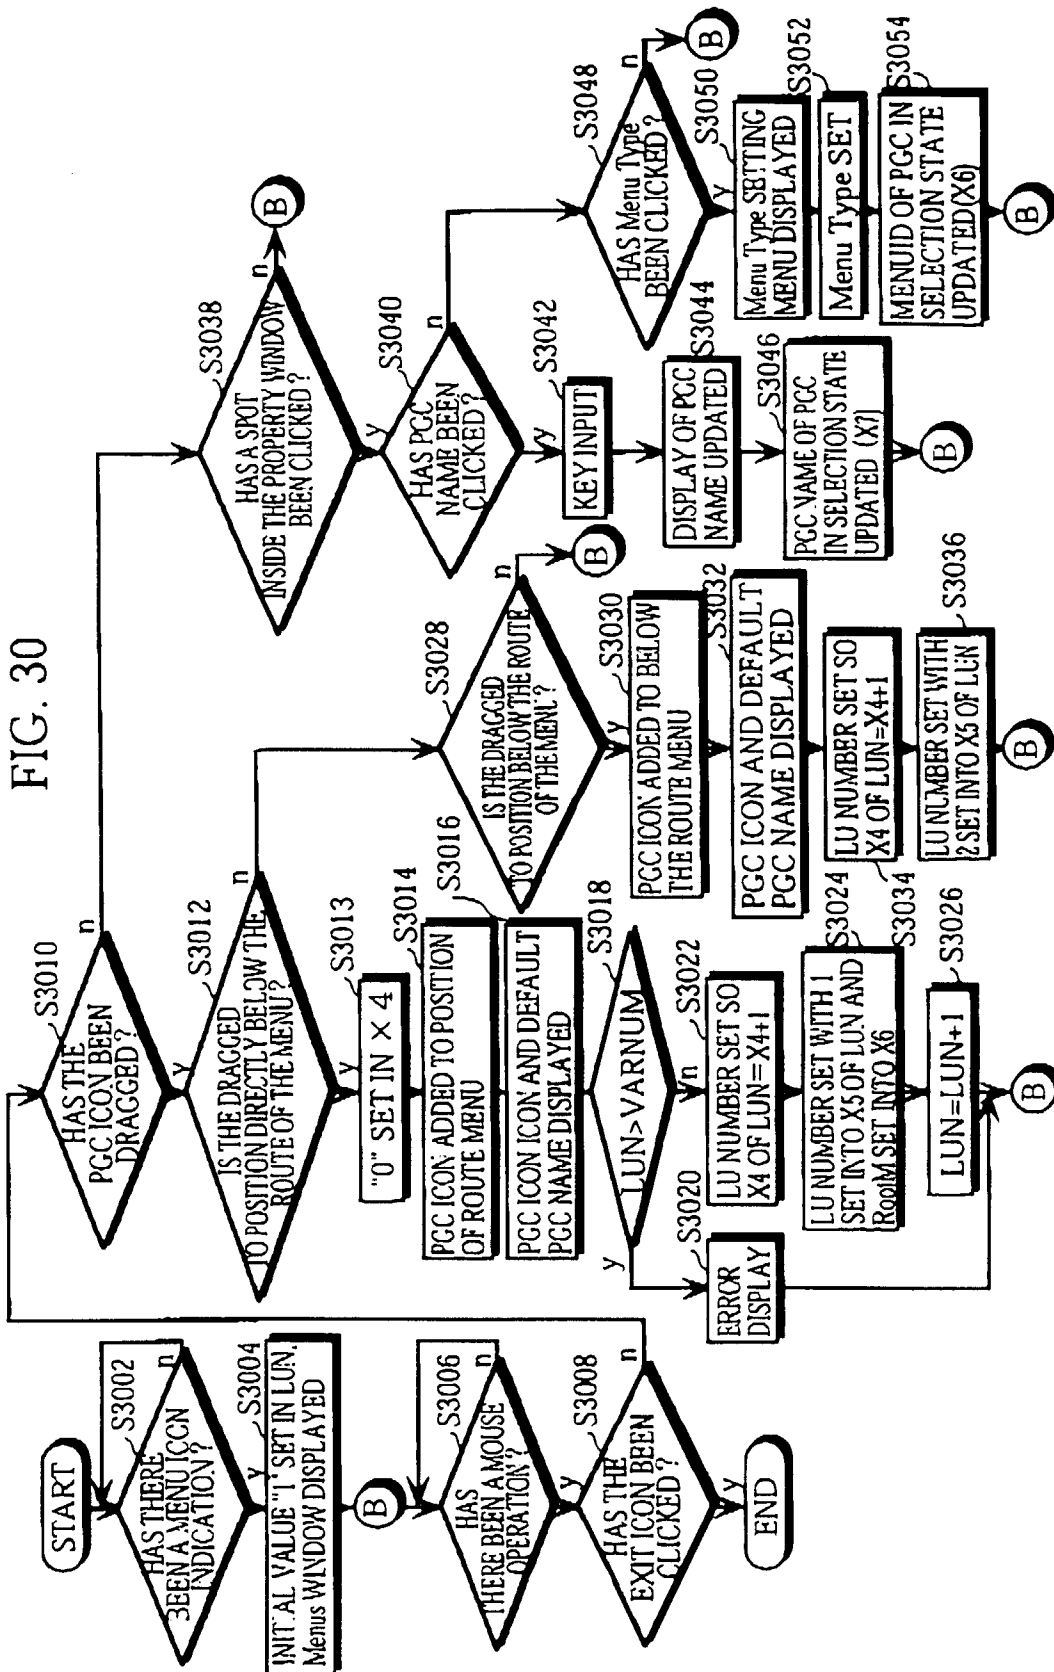 FIG. 30
START
HAS THERE
BEEN A MENU ICON
INDICATION?
S3002
n
y
S3004
INITIAL VALUE "1" SET IN LUN,
Menus WINDOW DISPLAYED
B
HAS
THERE BEEN A MOUSE
OPERATION?
S3006
n
y
HAS THE
EXIT ICON BEEN
CLICKED?
S3008
n
y
END
HAS THE
PGC ICON BEEN
DRAGGED?
S3010
n
y
IS THE DRAGGED
TO POSITION DIRECTLY BELOW THE
ROUTE OF THE MENU?
S3012
n
y
S3013
"0" SET IN × 4
S3014
PGC ICON ADDED TO POSITION
OF ROUTE MENU
S3016
PGC ICON ICON AND DEFAULT
PGC NAME DISPLAYED
LUN>VARNUM
S3018
y
n
S3020
ERROR
DISPLAY
S3022
LU NUMBER SET SO
X4 OF LUN=X4+1
S3024
LU NUMBER SET WITH 1
SET INTO X5 OF LUN AND
RootM SET INTO X6
S3026
LUN=LUN+1
B
IS THE DRAGGED
TO POSITION BELOW THE ROUTE
OF THE MENU?
S3028
n
B
y
S3030
PGC ICON ADDED TO BELOW
THE ROUTE MENU
S3032
PGC ICON AND DEFAULT
PGC NAME DISPLAYED
LU NUMBER SET SO
X4 OF LUN=X4+1
S3034
S3036
LU NUMBER SET WITH
2 SET INTO X5 OF LUN
B
HAS A SPOT
INSIDE THE PROPERTY WINDOW
BEEN CLICKED?
S3038
n
B
y
HAS PGC
NAME BEEN
CLICKED?
S3040
n
y
S3042
KEY INPUT
S3044
DISPLAY OF PGC
NAME UPDATED
S3046
PGC NAME OF PGC
IN SELECTION STATE
UPDATED (X7)
B
HAS Menu Type
BEEN CLICKED?
S3048
n
B
y
S3050
Menu Type SETTING
MENU DISPLAYED
S3052
Menu Type SET
S3054
MENUID OF PGC IN
SELECTION STATE
UPDATED(X6)
B